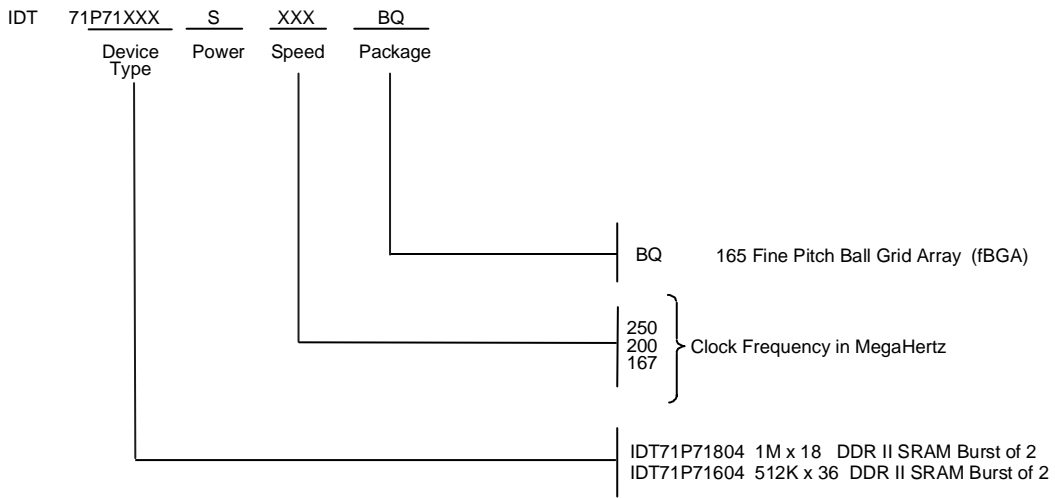 IDT 71P71XXX S XXX BQ
Device Type Power Speed Package
BQ 165 Fine Pitch Ball Grid Array (fBGA)
250
200
167
Clock Frequency in MegaHertz
IDT71P71804 1M x 18 DDR II SRAM Burst of 2
IDT71P71604 512K x 36 DDR II SRAM Burst of 2